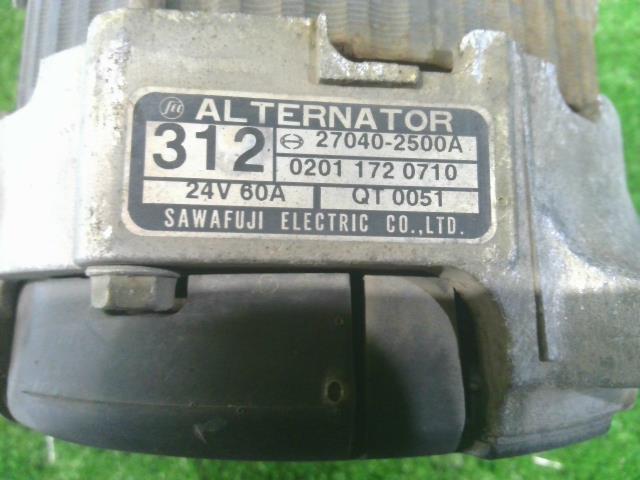 ALTERNATOR
312
27040-2500A
0201 172 0710
24V 60A
QT 0051
SAWAFUJI ELECTRIC CO.,LTD.